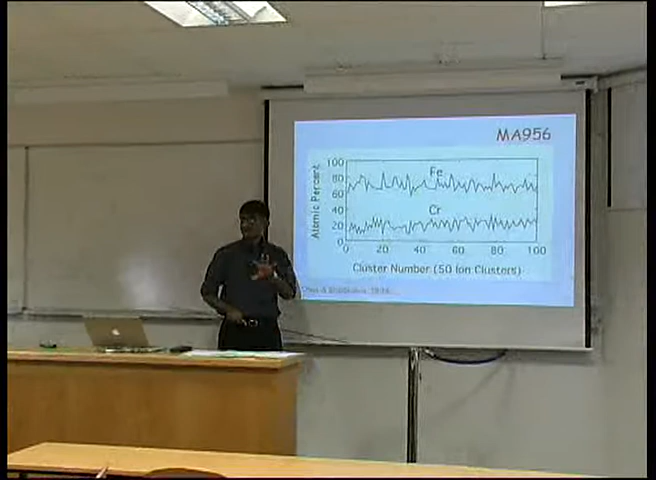 MA956
100
80
60
40
20
0
Atomic Percent
Fe
Cr
0 20 40 60 80 100
Cluster Number (50 Ion Clusters)